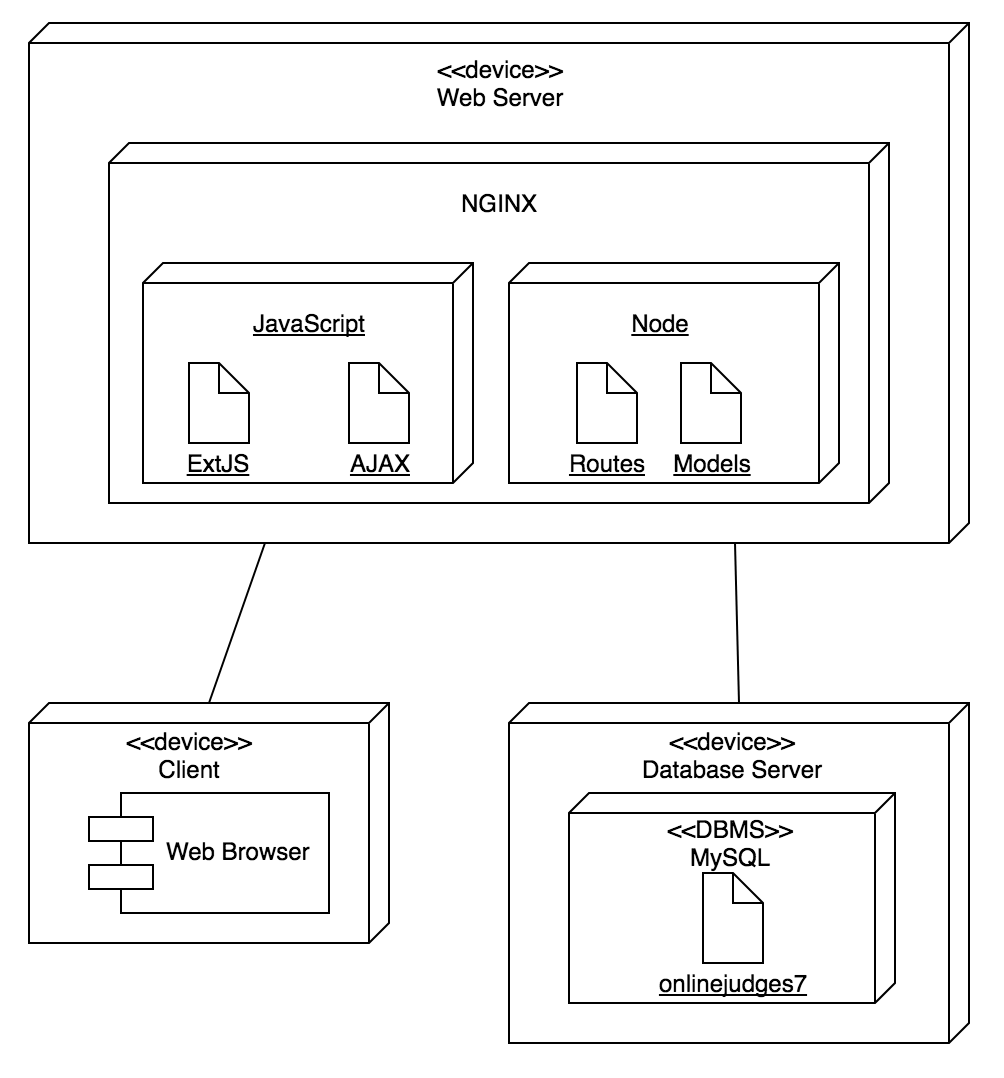 <<device>>
Web Server
NGINX
JavaScript
ExtJS
AJAX
Node
Routes
Models
<<device>>
Client
Web Browser
<<device>>
Database Server
<<DBMS>>
MySQL
onlinejudges7